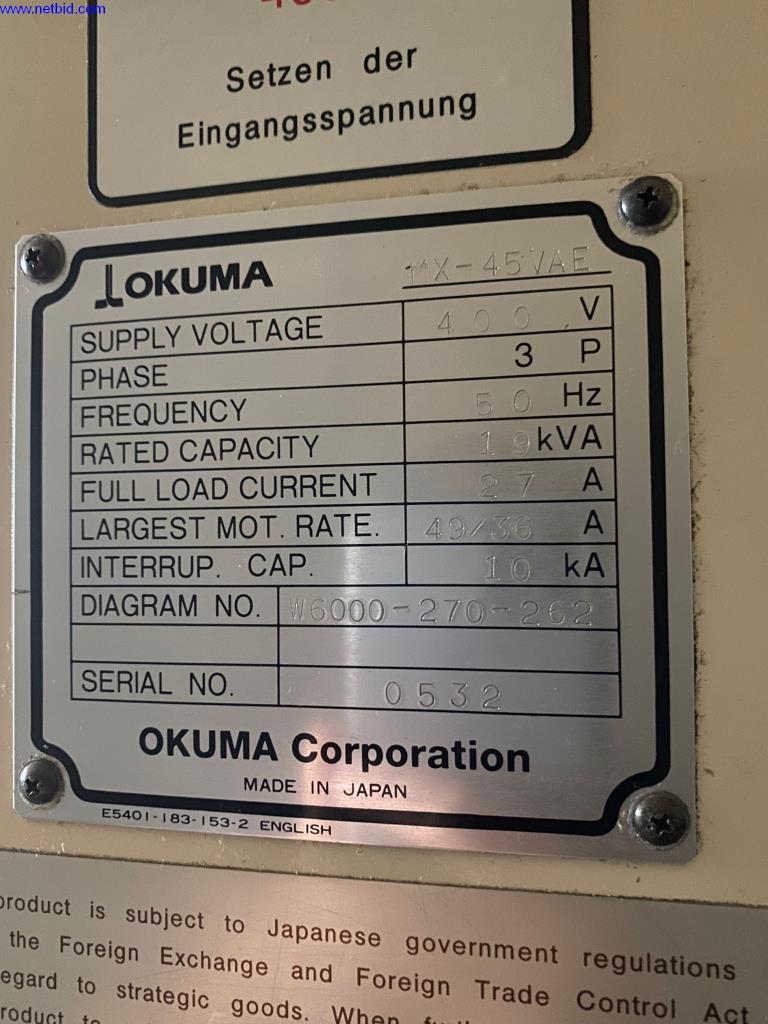 www.netbid.com
Setzen der
Eingangsspannung
OKUMA MX-45VAE
SUPPLY VOLTAGE 400 V
PHASE 3 P
FREQUENCY 50 Hz
RATED CAPACITY 19 kVA
FULL LOAD CURRENT 27 A
LARGEST MOT. RATE. 49/36 A
INTERRUP. CAP. 10 kA
DIAGRAM NO. W6000-270-262
SERIAL NO. 0532
OKUMA Corporation
MADE IN JAPAN
E5401-183-153-2 ENGLISH
product is subject to Japanese government regulations
the Foreign Exchange and Foreign Trade Control Act
regard to strategic goods. When
product to